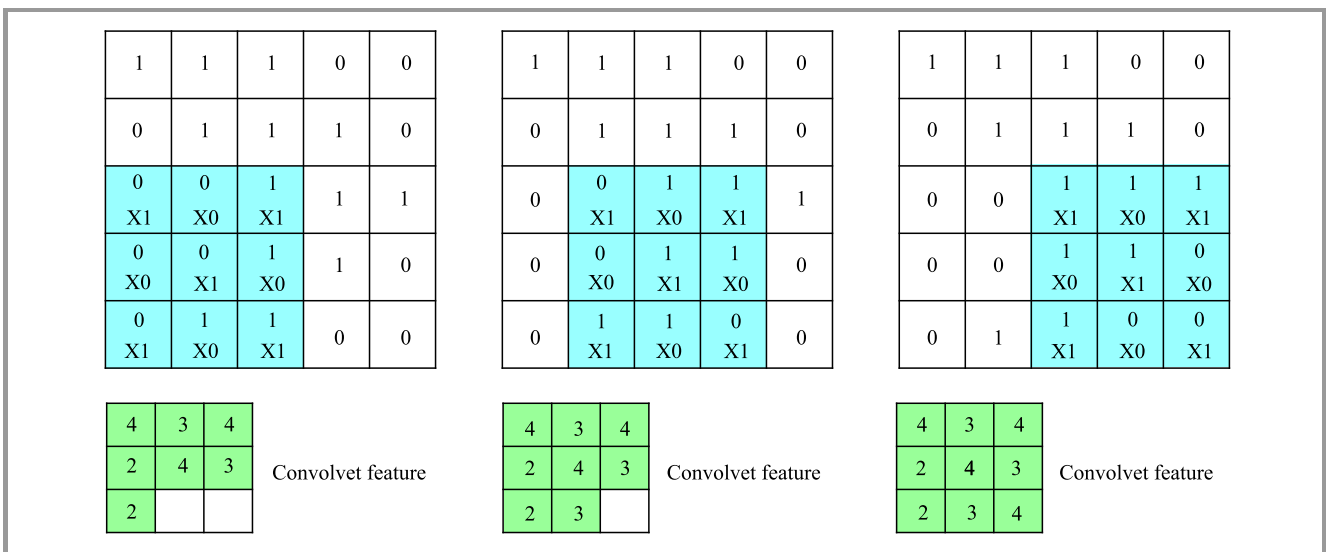 1 1 1 0 0 1 1 1 0 0 1 1 1 0 0
0 1 1 1 0 0 1 1 1 0 0 1 1 1 0
0 0 1 1 1 0 0 1 1 1 0 0 1 1 1
X1 X0 X1 X1 X0 X1 X1 X0 X1
0 0 1 1 0 0 0 1 1 0 0 0 1 1 0
X0 X1 X0 X0 X1 X0 X0 X1 X0
0 1 1 0 0 0 1 1 0 0 0 1 1 0 0
X1 X0 X1 X1 X0 X1 X1 X0 X1
4 3 4 4 3 4 4 3 4
2 4 3 Convolvet feature 2 4 3 Convolvet feature 2 4 3 Convolvet feature
2 2 3 2 3 4